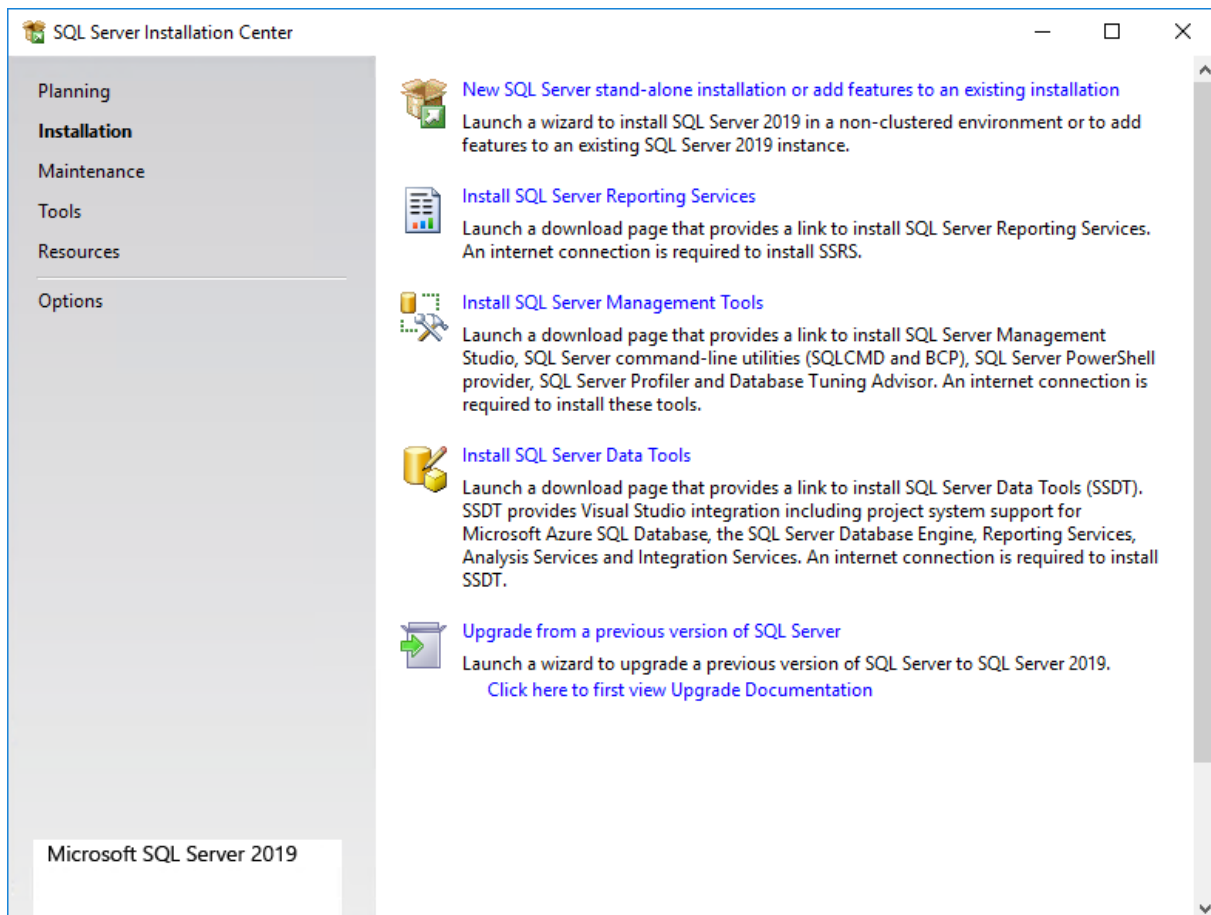 SQL Server Installation Center
Planning
Installation
Maintenance
Tools
Resources
Options
Microsoft SQL Server 2019
New SQL Server stand-alone installation or add features to an existing installation
Launch a wizard to install SQL Server 2019 in a non-clustered environment or to add
features to an existing SQL Server 2019 instance.
Install SQL Server Reporting Services
Launch a download page that provides a link to install SQL Server Reporting Services.
An internet connection is required to install SSRS.
Install SQL Server Management Tools
Launch a download page that provides a link to install SQL Server Management
Studio, SQL Server command-line utilities (SQLCMD and BCP), SQL Server PowerShell
provider, SQL Server Profiler and Database Tuning Advisor. An internet connection is
required to install these tools.
Install SQL Server Data Tools
Launch a download page that provides a link to install SQL Server Data Tools (SSDT).
SSDT provides Visual Studio integration including project system support for
Microsoft Azure SQL Database, the SQL Server Database Engine, Reporting Services,
Analysis Services and Integration Services. An internet connection is required to install
SSDT.
Upgrade from a previous version of SQL Server
Launch a wizard to upgrade a previous version of SQL Server to SQL Server 2019.
Click here to first view Upgrade Documentation